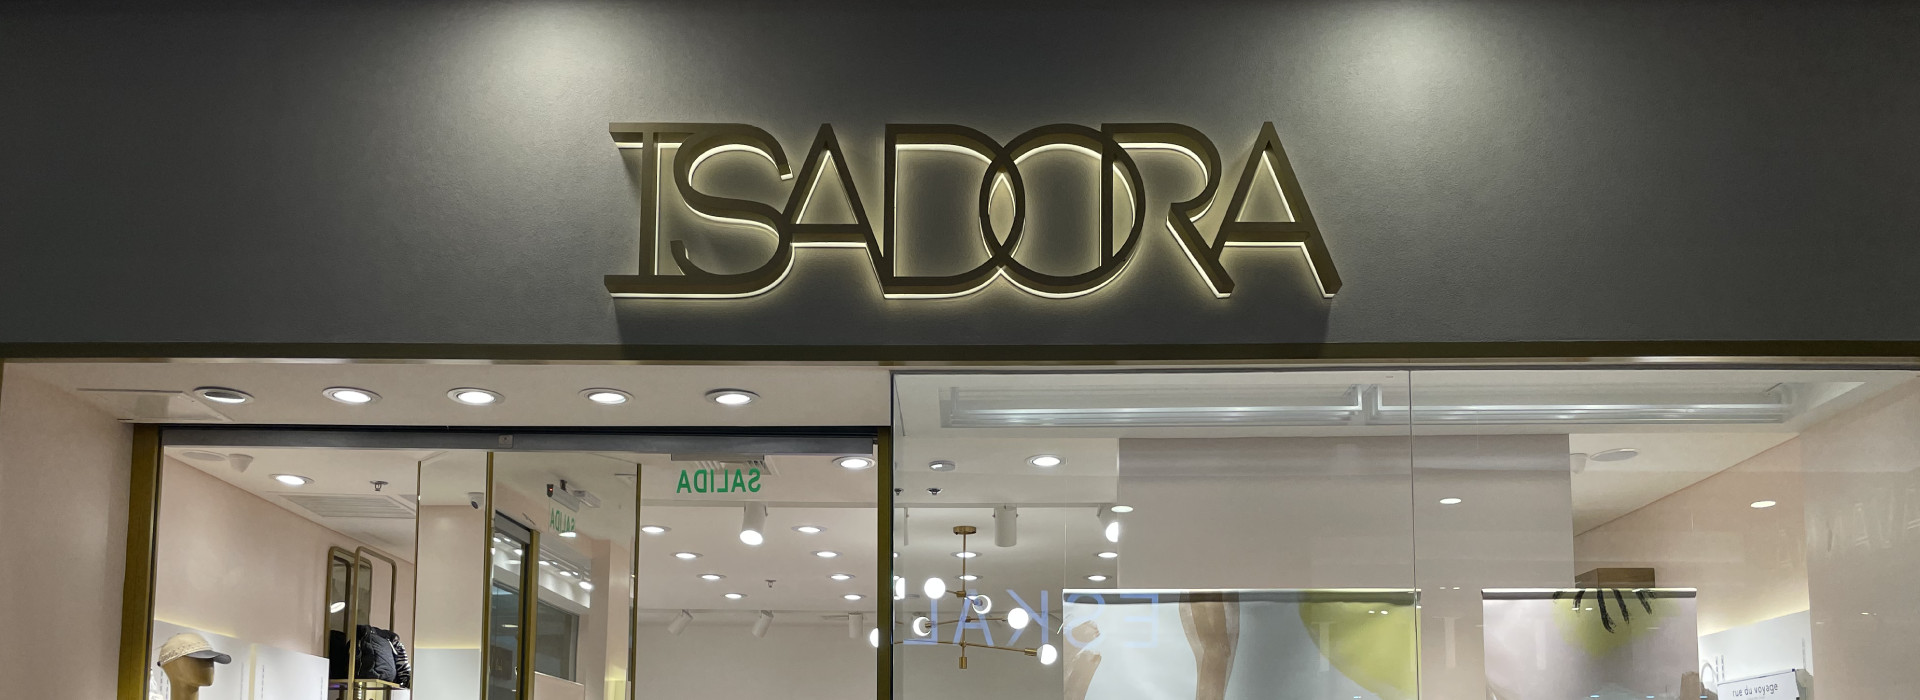 ISADORA
SALIDA
SALIDA
ESKAL
rue du voyage